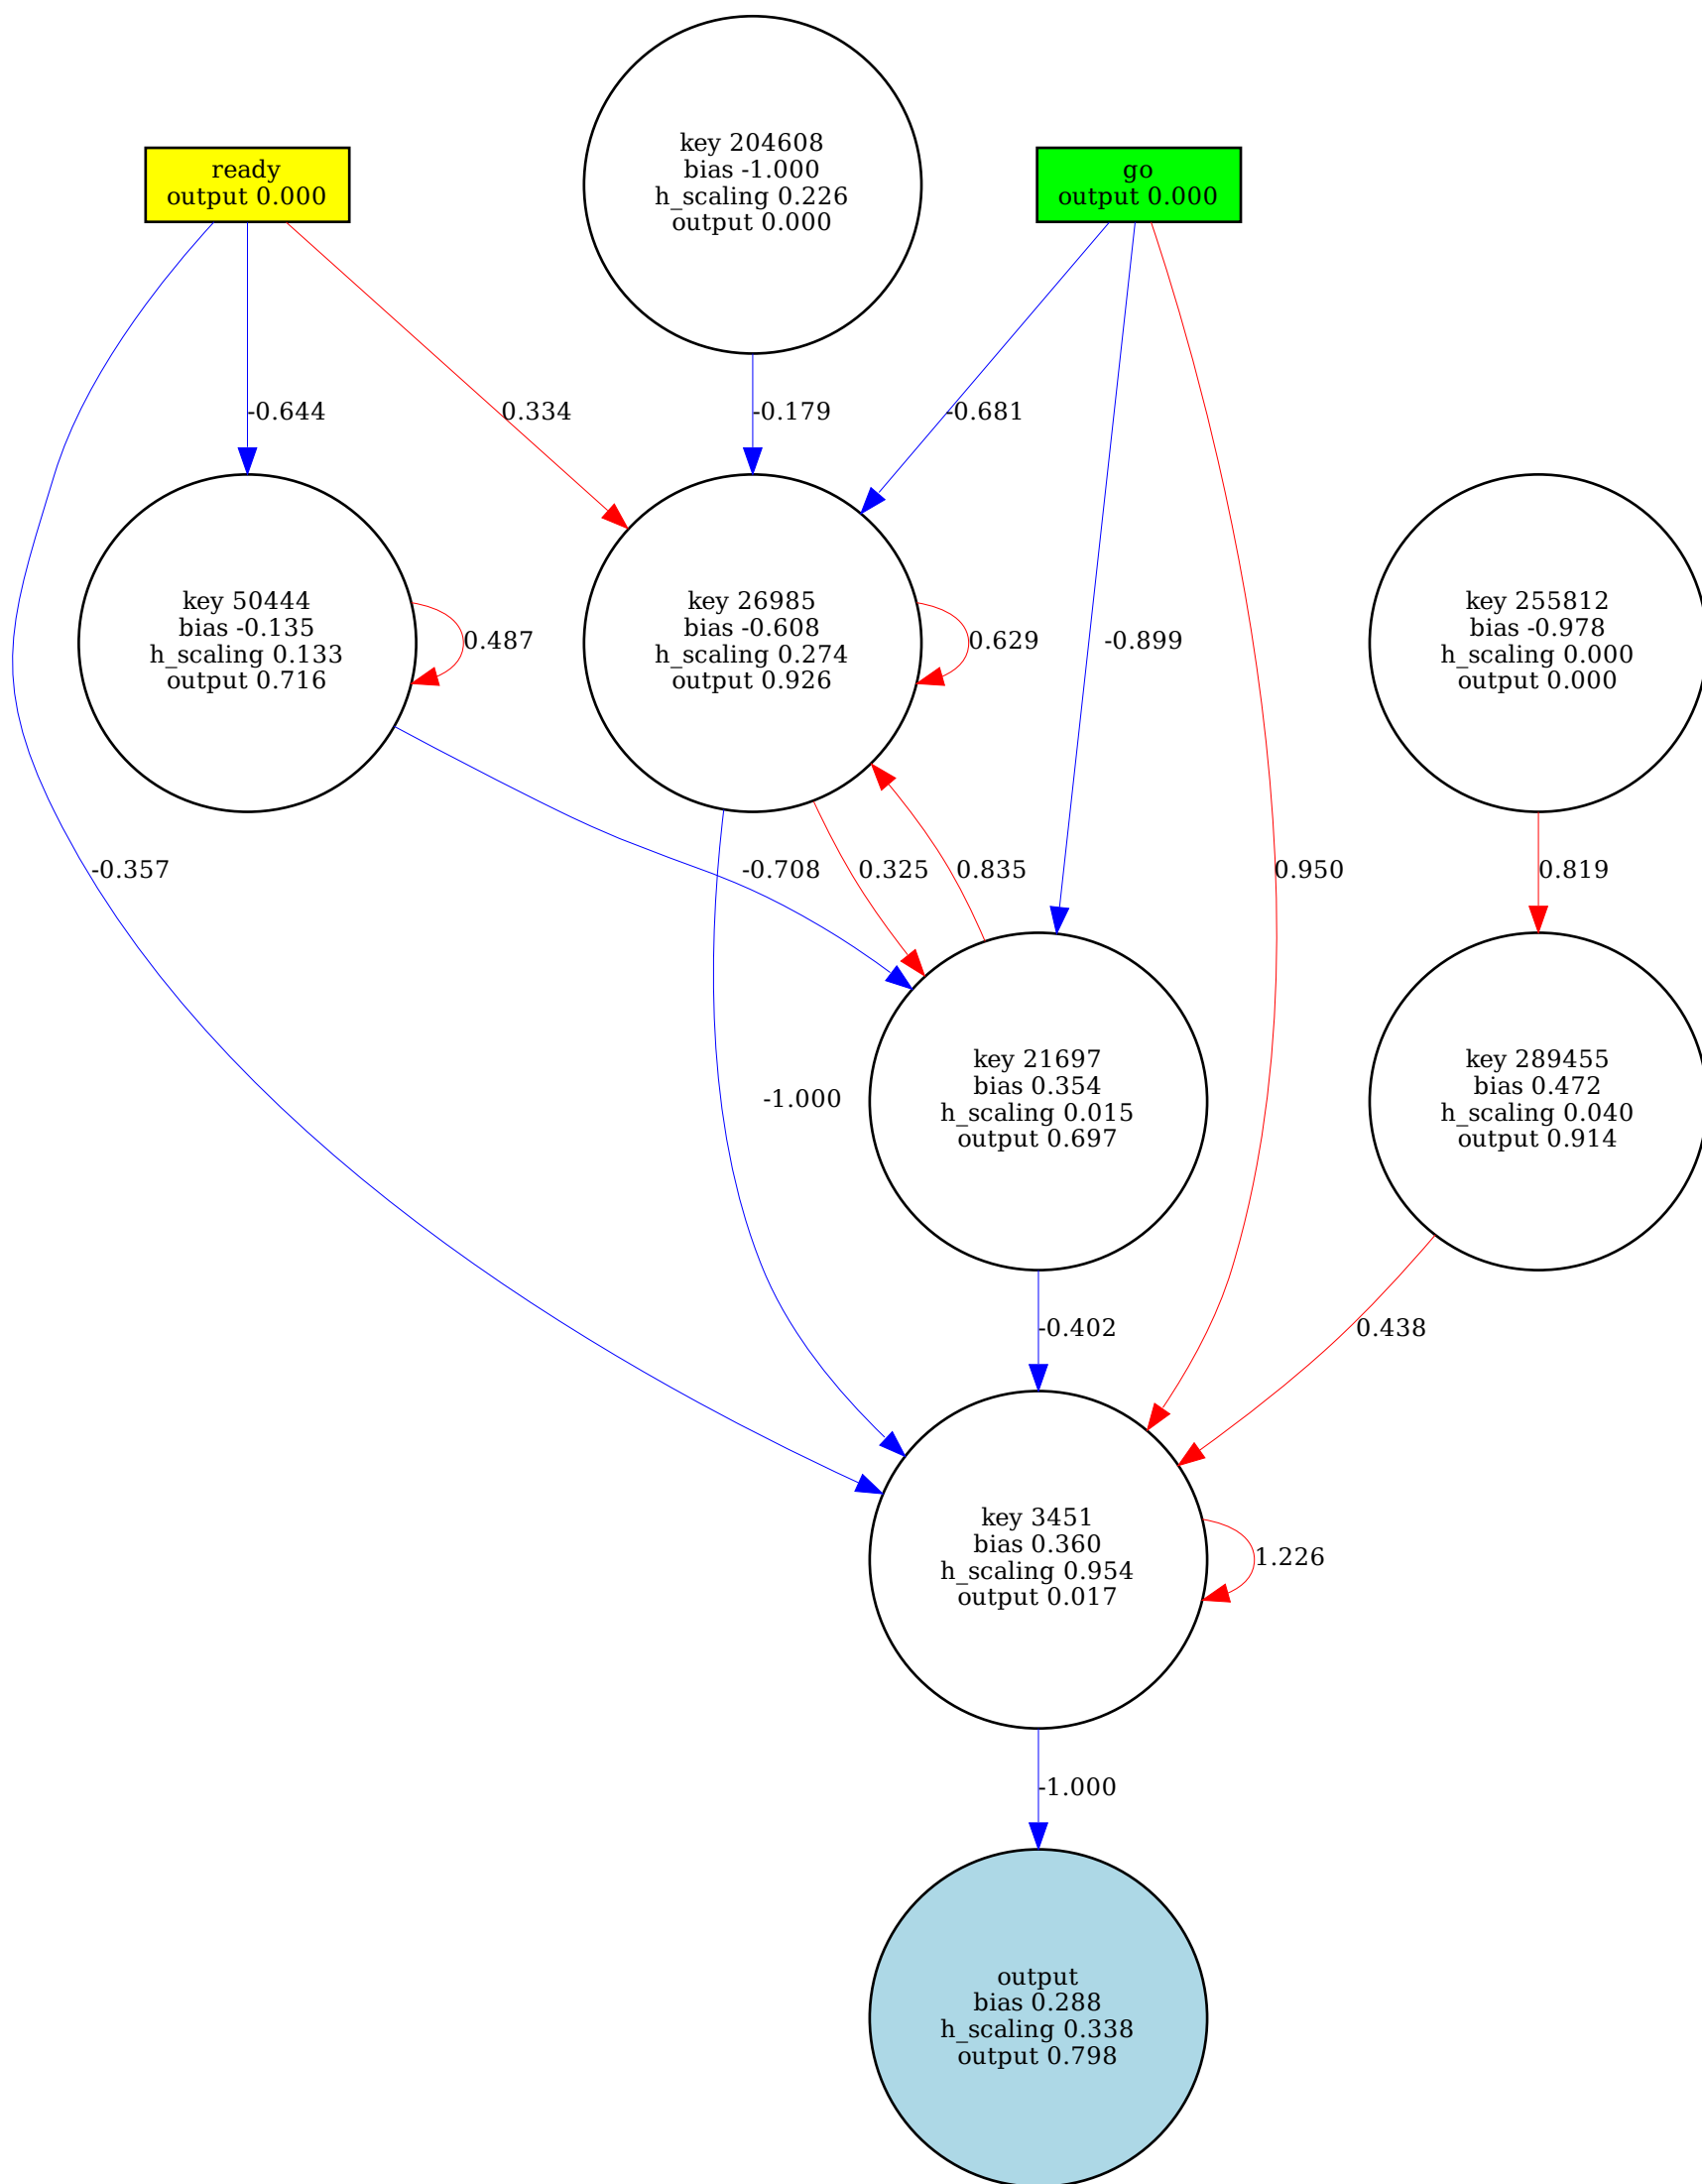 key 204608
bias -1.000
h_scaling 0.226
output 0.000
ready
output 0.000
go
output 0.000
-0.644
0.334
-0.179
-0.681
key 50444
bias -0.135
h_scaling 0.133
output 0.716
0.487
key 26985
bias -0.608
h_scaling 0.274
output 0.926
0.629
-0.899
key 255812
bias -0.978
h_scaling 0.000
output 0.000
-0.357
-0.708
0.325
0.835
0.950
0.819
-1.000
key 21697
bias 0.354
h_scaling 0.015
output 0.697
key 289455
bias 0.472
h_scaling 0.040
output 0.914
-0.402
0.438
key 3451
bias 0.360
h_scaling 0.954
output 0.017
1.226
-1.000
output
bias 0.288
h_scaling 0.338
output 0.798